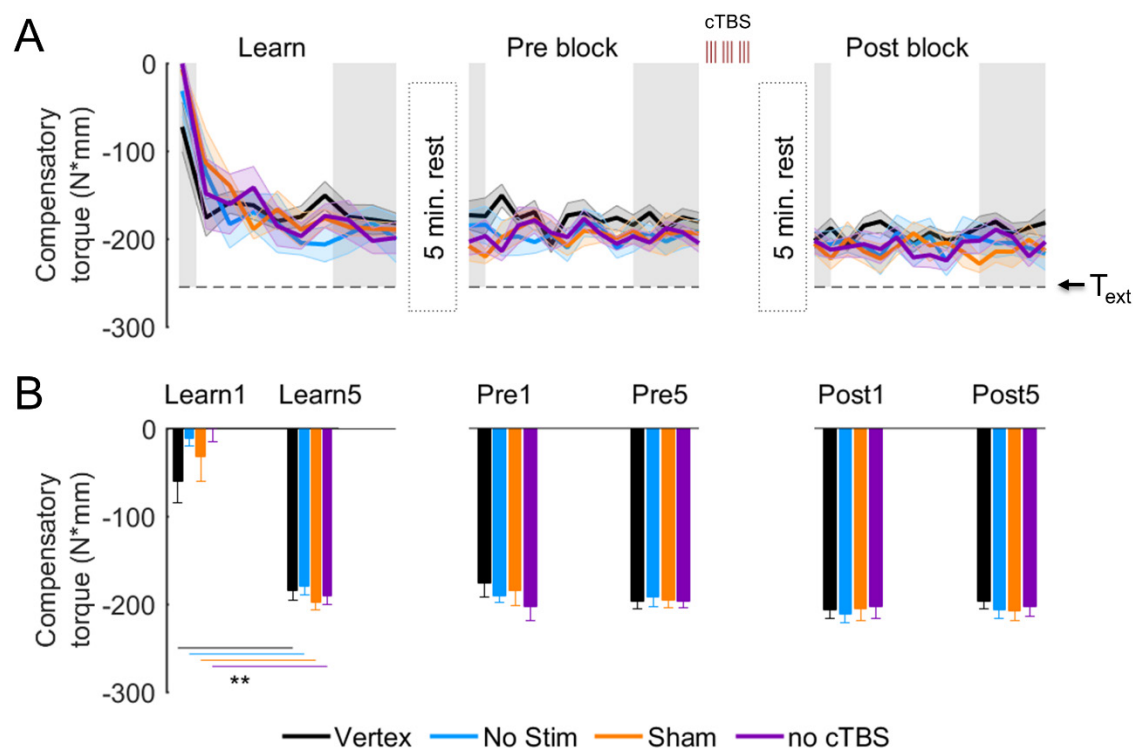 A
Learn
Pre block
cTBS
Post block
Compensatory
torque (N*mm)
0
-100
-200
-300
5 min. rest
5 min. rest
Text
B
Learn1
Learn5
Pre1
Pre5
Post1
Post5
Compensatory
torque (N*mm)
0
-100
-200
-300
**
Vertex
No Stim
Sham
no cTBS